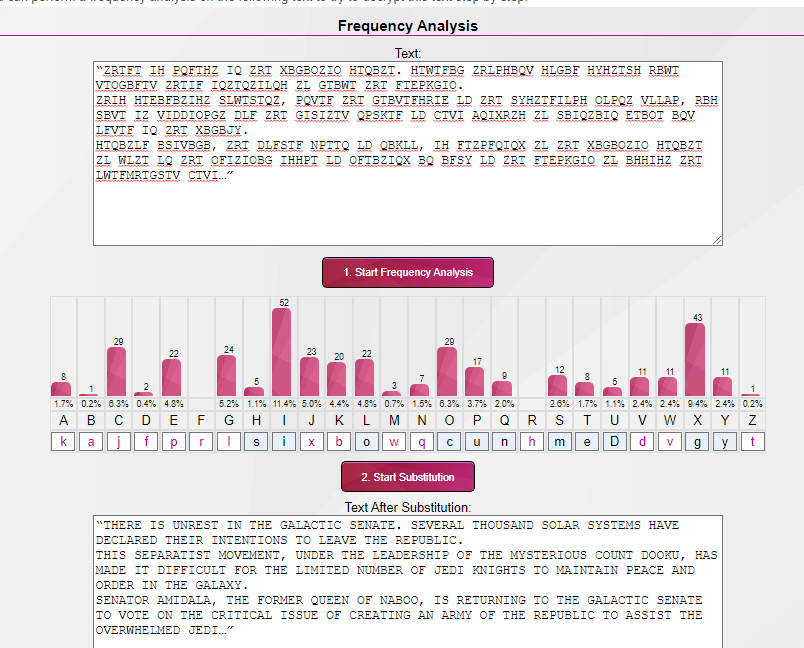 can perform a frequency analysis on the following text to try to decrypt this text step by step.
Frequency Analysis
Text:
“ZRTFT IH PQFTHZ IQ ZRT XBGBOZIO HTQBZT. HTWTFBG ZRLPHBQV HLGBF HYHZTSH RBWT
VTOGBFTV ZRTIF IQZTQZILQH ZL GTBWT ZRT FTEPKGIO.
ZRIH HTEBFBZIHZ SLWTSTQZ, PQVTF ZRT GTBVTFHRIE LD ZRT SYHZTFILPH OLPQZ VLLAP, RBH
SBVT IZ VIDDIOPGZ DLF ZRT GISIZTV QPSKTF LD CTVI AQIXRZH ZL SBIQZBIQ ETBOT BQV
LFVTF IQ ZRT XBGBJY.
HTQBZLF BSIVBGB, ZRT DLFSTF NPTTQ LD QBKLL, IH FTZPFQIQX ZL ZRT XBGBOZIO HTQBZT
ZL WLZT LQ ZRT OFIZIOBG IHHPT LD OFTBZIQX BQ BFSY LD ZRT FTEPKGIO ZL BHHIHZ ZRT
LWTFMRTGSTV CTVI…”
1. Start Frequency Analysis
8 1 29 2 22 24 5 52 23 20 22 3 7 29 17 9 12 8 5 11 11 43 11 1
1.7% 0.2% 6.3% 0.4% 4.8% 5.2% 1.1% 11.4% 5.0% 4.4% 4.8% 0.7% 1.5% 6.3% 3.7% 2.0% 2.6% 1.7% 1.1% 2.4% 2.4% 9.4% 2.4% 0.2%
A B C D E F G H I J K L M N O P Q R S T U V W X Y Z
k a j f p r l s i x b o w q c u n h m e D d v g y t
2. Start Substitution
Text After Substitution:
“THERE IS UNREST IN THE GALACTIC SENATE. SEVERAL THOUSAND SOLAR SYSTEMS HAVE
DECLARED THEIR INTENTIONS TO LEAVE THE REPUBLIC.
THIS SEPARATIST MOVEMENT, UNDER THE LEADERSHIP OF THE MYSTERIOUS COUNT DOOKU, HAS
MADE IT DIFFICULT FOR THE LIMITED NUMBER OF JEDI KNIGHTS TO MAINTAIN PEACE AND
ORDER IN THE GALAXY.
SENATOR AMIDALA, THE FORMER QUEEN OF NABOO, IS RETURNING TO THE GALACTIC SENATE
TO VOTE ON THE CRITICAL ISSUE OF CREATING AN ARMY OF THE REPUBLIC TO ASSIST THE
OVERWHELMED JEDI…”